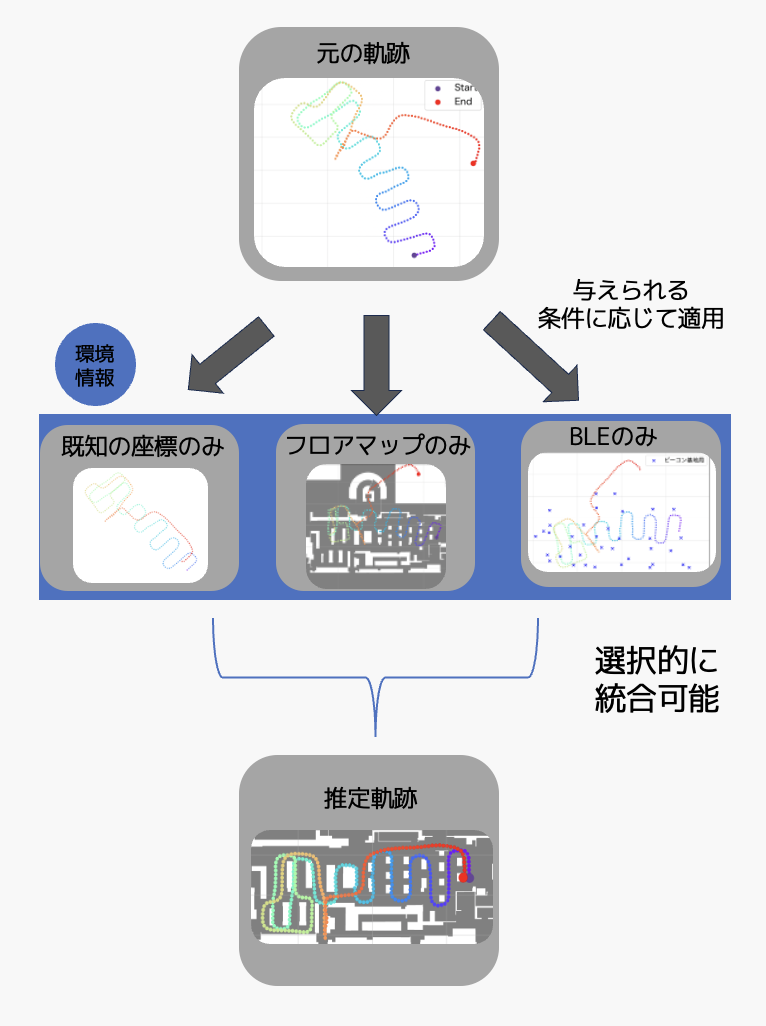 元の軌跡
Start
End
与えられる
条件に応じて適用
環境
情報
既知の座標のみ
フロアマップのみ
BLEのみ
ビーコン基地局
選択的に
統合可能
推定軌跡